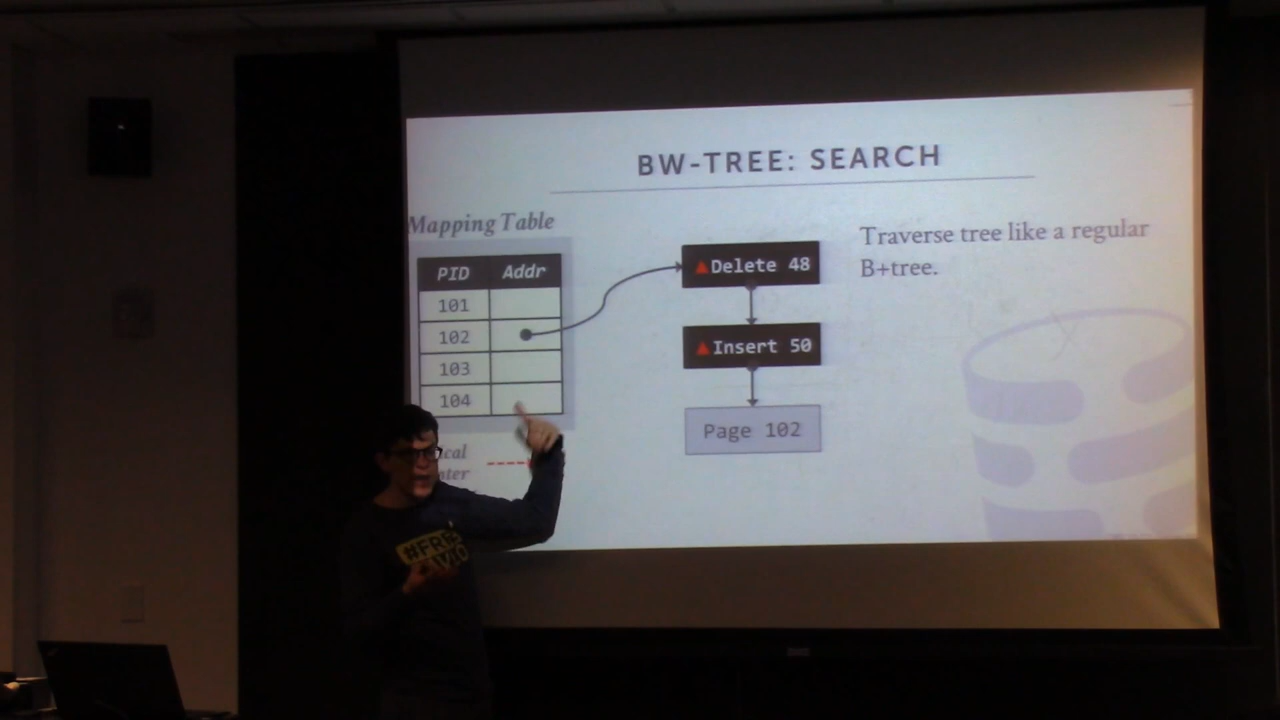 BW-TREE: SEARCH
Mapping Table
PID Addr
101
102
103
104
Delete 48
Insert 50
Page 102
Traverse tree like a regular
B+tree.